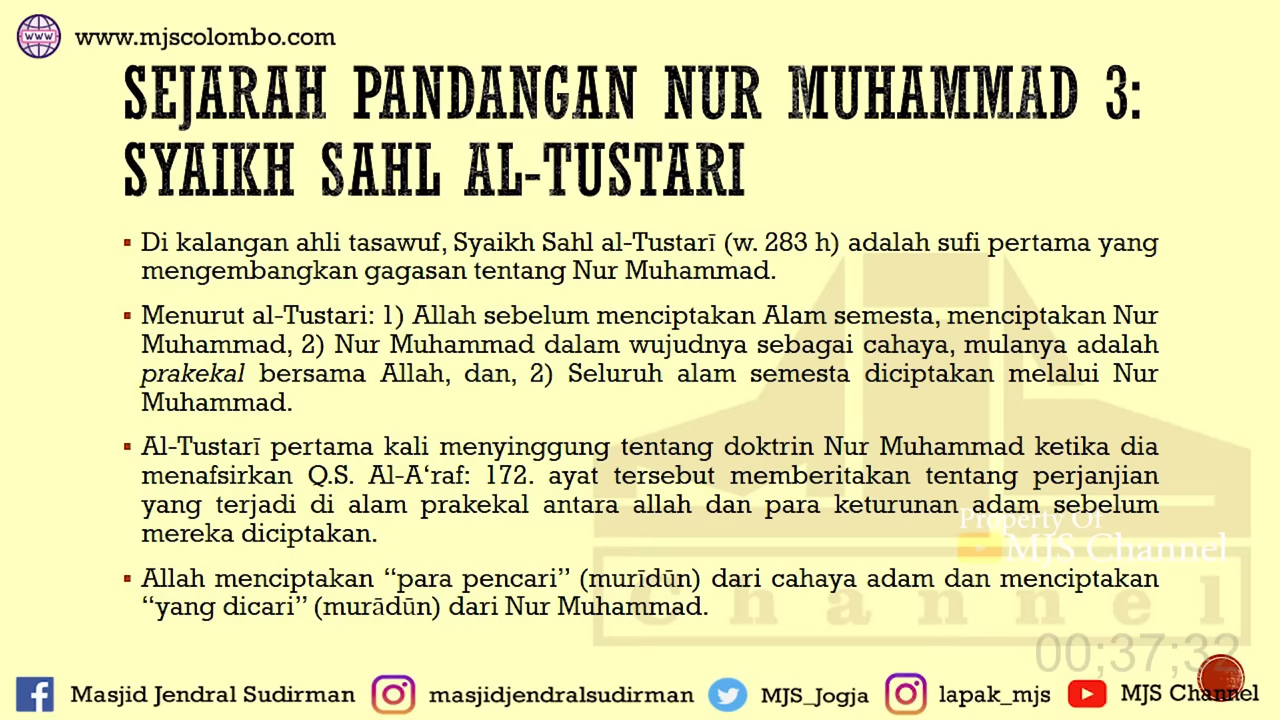 www.mjscolombo.com
SEJARAH PANDANGAN NUR MUHAMMAD 3:
SYAIKH SAHL AL-TUSTARI
▪ Di kalangan ahli tasawuf, Syaikh Sahl al-Tustarī (w. 283 h) adalah sufi pertama yang
mengembangkan gagasan tentang Nur Muhammad.
▪ Menurut al-Tustari: 1) Allah sebelum menciptakan Alam semesta, menciptakan Nur
Muhammad, 2) Nur Muhammad dalam wujudnya sebagai cahaya, mulanya adalah
prakekal bersama Allah, dan, 2) Seluruh alam semesta diciptakan melalui Nur
Muhammad.
▪ Al-Tustarī pertama kali menyinggung tentang doktrin Nur Muhammad ketika dia
menafsirkan Q.S. Al-A‘raf: 172. ayat tersebut memberitakan tentang perjanjian
yang terjadi di alam prakekal antara allah dan para keturunan adam sebelum
mereka diciptakan.
Property Of
MJS Channel
▪ Allah menciptakan “para pencari” (murīdūn) dari cahaya adam dan menciptakan
“yang dicari” (murādūn) dari Nur Muhammad.
Channel
00;37;32
Masjid Jendral Sudirman masjidjendralsudirman MJS_Jogja lapak_mjs MJS Channel